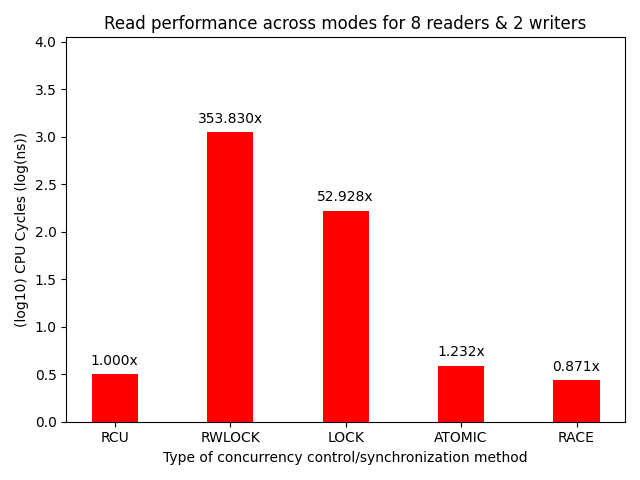 Read performance across modes for 8 readers & 2 writers
4.0
3.5
3.0
2.5
2.0
1.5
1.0
0.5
0.0
(log10) CPU Cycles (log(ns))
1.000x
353.830x
52.928x
1.232x
0.871x
RCU
RWLOCK
LOCK
ATOMIC
RACE
Type of concurrency control/synchronization method